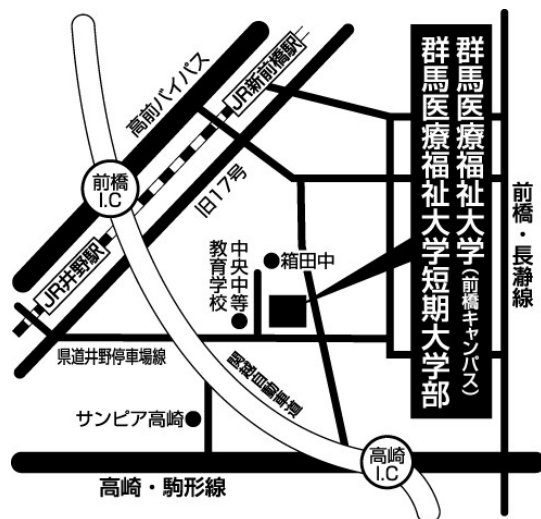 高前バイパス
JR新前橋駅
前橋
I.C
旧17号
JR井野駅
群馬医療福祉大学(前橋キャンパス)
群馬医療福祉大学短期大学部
前橋・長瀞線
中央中等
教育学校
箱田中
県道井野停車場線
関越自動車道
サンピア高崎
高崎
I.C
高崎・駒形線